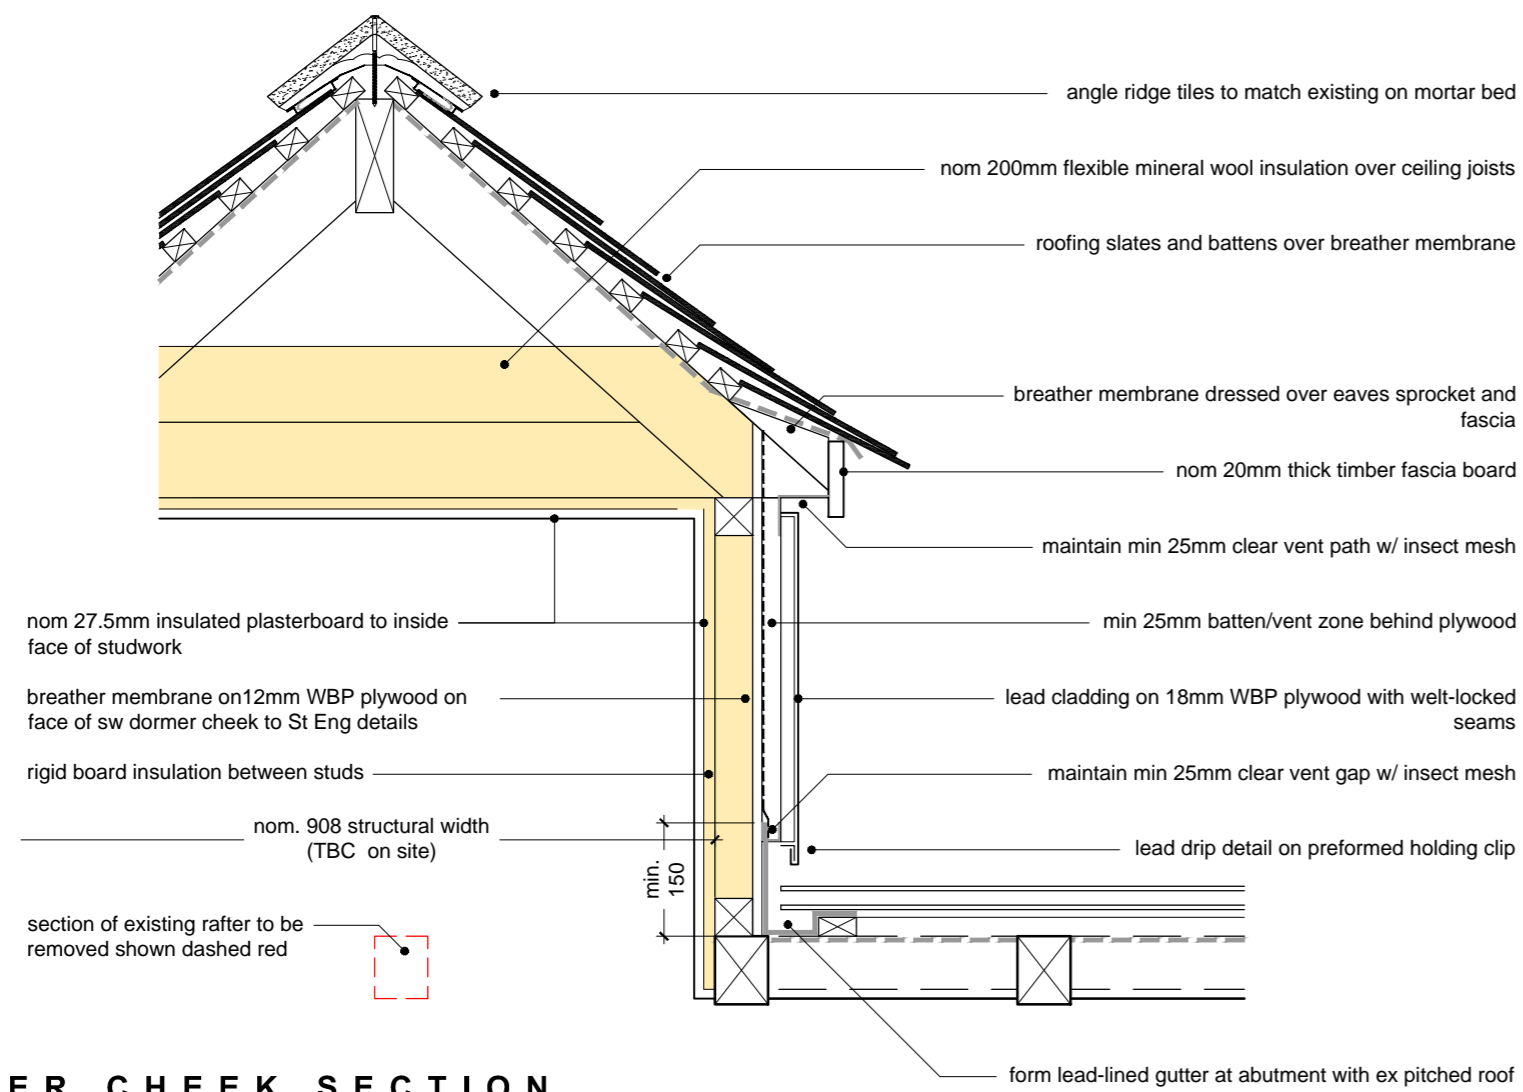 angle ridge tiles to match existing on mortar bed
nom 200mm flexible mineral wool insulation over ceiling joists
roofing slates and battens over breather membrane
breather membrane dressed over eaves sprocket and
fascia
nom 20mm thick timber fascia board
maintain min 25mm clear vent path w/ insect mesh
nom 27.5mm insulated plasterboard to inside
face of studwork
min 25mm batten/vent zone behind plywood
breather membrane on12mm WBP plywood on
face of sw dormer cheek to St Eng details
lead cladding on 18mm WBP plywood with welt-locked
seams
rigid board insulation between studs
maintain min 25mm clear vent gap w/ insect mesh
nom. 908 structural width
(TBC on site)
min.
150
lead drip detail on preformed holding clip
section of existing rafter to be
removed shown dashed red
form lead-lined gutter at abutment with ex pitched roof
ER CHEEK SECTION